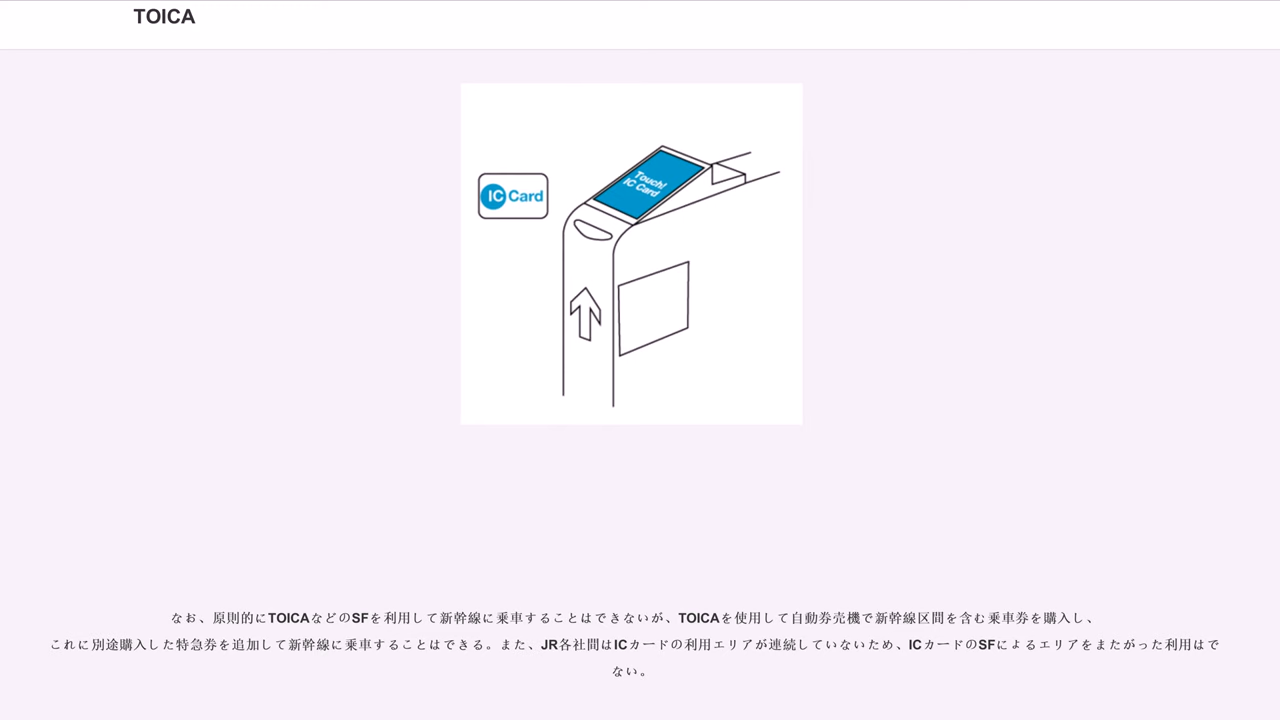 TOICA
IC Card
Touch!
IC Card
なお、原則的にTOICAなどのSFを利用して新幹線に乗車することはできないが、TOICAを使用して自動券売機で新幹線区間を含む乗車券を購入し、
これに別途購入した特急券を追加して新幹線に乗車することはできる。また、JR各社間はICカードの利用エリアが連続していないため、ICカードのSFによるエリアをまたがった利用はで
ない。